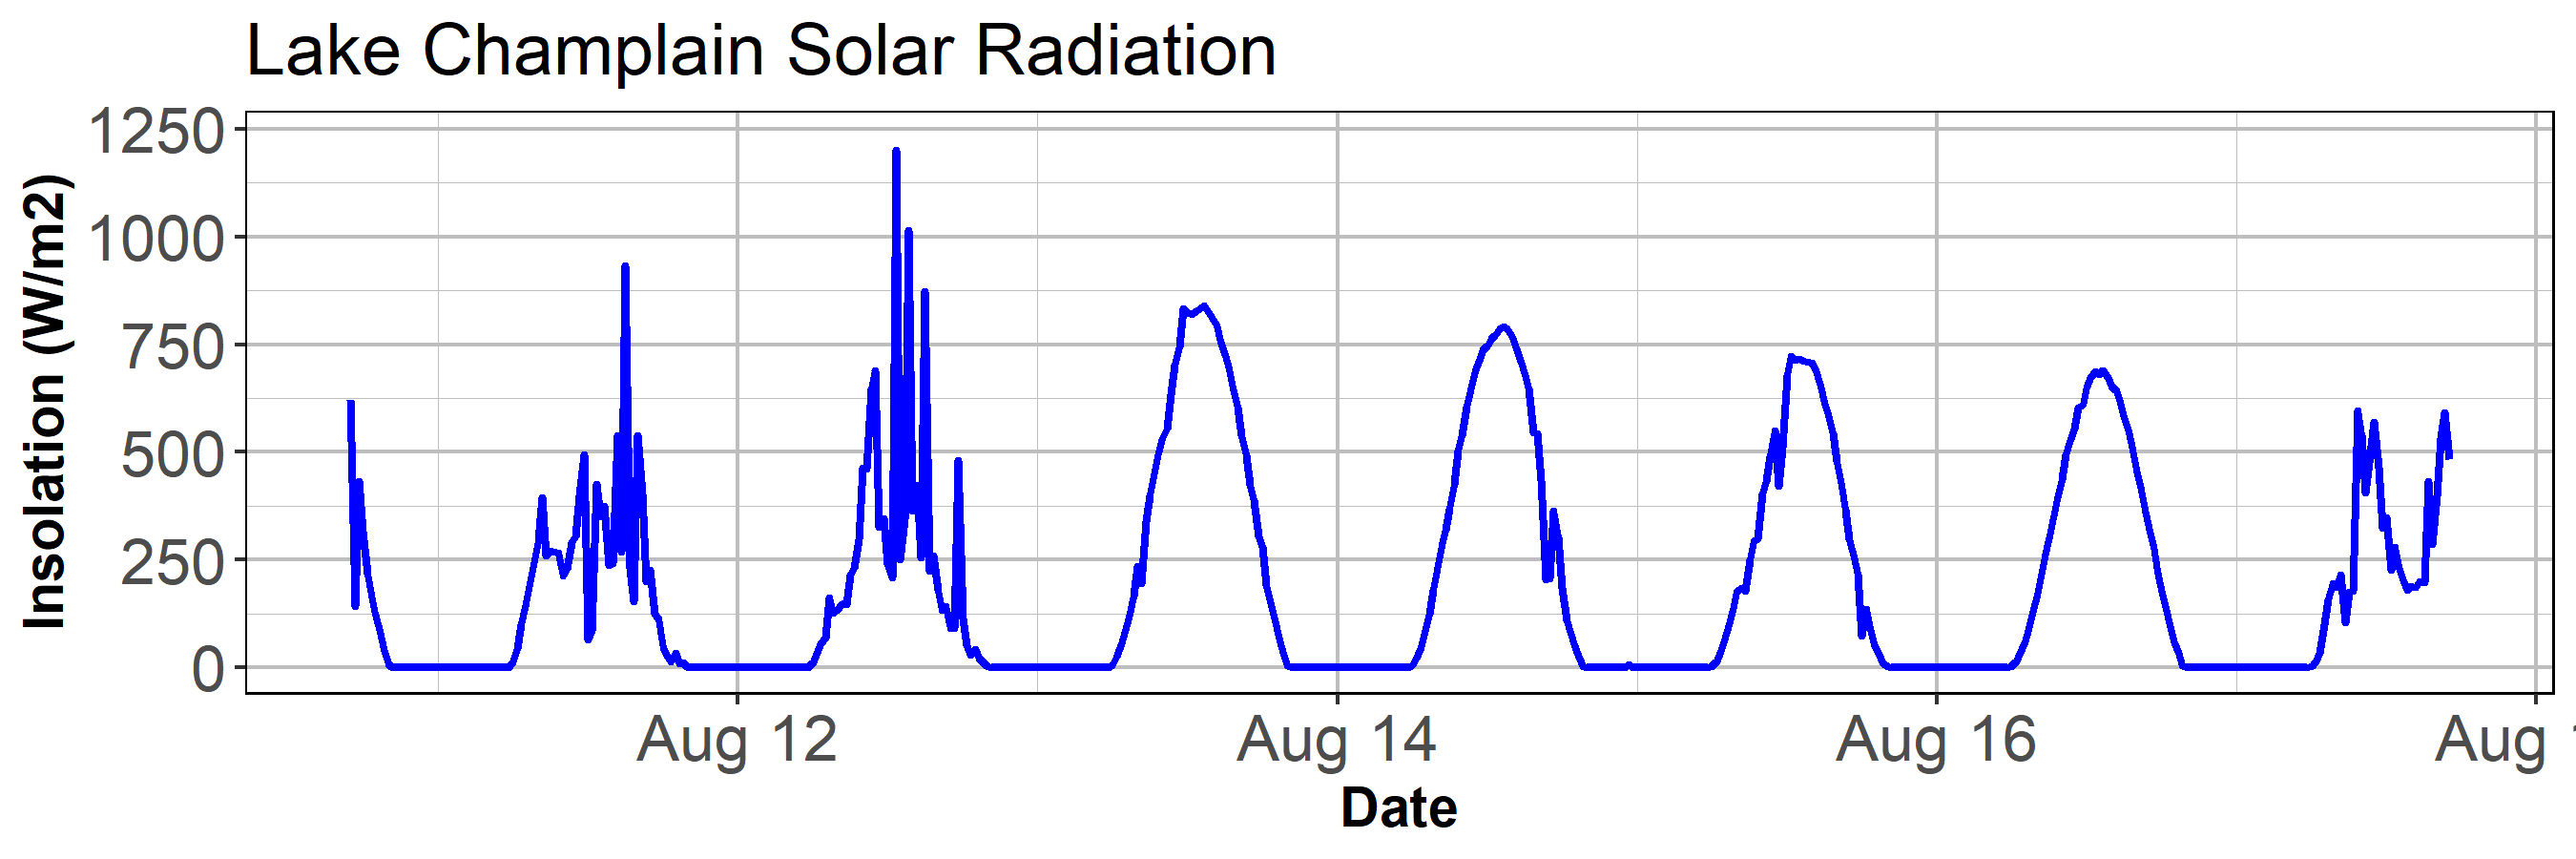 Lake Champlain Solar Radiation
Insolation (W/m2)
1250
1000
750
500
250
0
Aug 12 Aug 14 Aug 16 Aug
Date